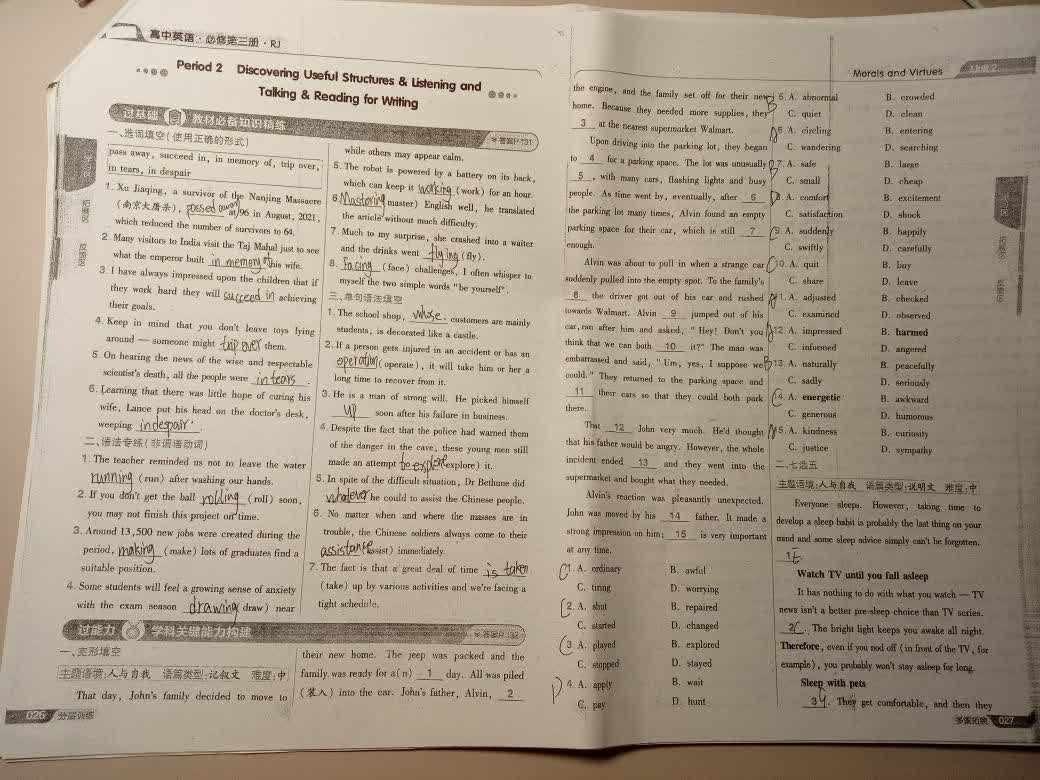 高中英语·必修第三册·RJ
Period 2 Discovering Useful Structures & Listening and
Talking & Reading for Writing
过基础 教材必备知识精练
答案P.131
一、选词填空(使用正确的形式)
pass away, succeed in, in memory of, trip over,
in tears, in despair
1. Xu Jiaqing, a survivor of the Nanjing Massacre
(南京大屠杀), passed away at 96 in August, 2021,
which reduced the number of survivors to 64.
2. Many visitors to India visit the Taj Mahal just to see
what the emperor built in memory of his wife.
3. I have always impressed upon the children that if
they work hard they will succeed in achieving
their goals.
4. Keep in mind that you don't leave toys lying
around — someone might trip over them.
5. On hearing the news of the wise and respectable
scientist's death, all the people were in tears.
6. Learning that there was little hope of curing his
wife, Lance put his head on the doctor's desk,
weeping in despair.
二、语法专练(非谓语动词)
1. The teacher reminded us not to leave the water
running (run) after washing our hands.
2. If you don't get the ball rolling (roll) soon,
you may not finish this project on time.
3. Around 13,500 new jobs were created during the
period, making (make) lots of graduates find a
suitable position.
4. Some students will feel a growing sense of anxiety
with the exam season drawing (draw) near
while others may appear calm.
5. The robot is powered by a battery on its back,
which can keep it working (work) for an hour.
6. Mastering (master) English well, he translated
the article without much difficulty.
7. Much to my surprise, she crashed into a waiter
and the drinks went flying (fly).
8. Facing (face) challenges, I often whisper to
myself the two simple words "be yourself".
三、单句语法填空
1. The school shop, whose customers are mainly
students, is decorated like a castle.
2. If a person gets injured in an accident or has an
operation (operate), it will take him or her a
long time to recover from it.
3. He is a man of strong will. He picked himself
up soon after his failure in business.
4. Despite the fact that the police had warned them
of the danger in the cave, these young men still
made an attempt to explore (explore) it.
5. In spite of the difficult situation, Dr Bethune did
whatever he could to assist the Chinese people.
6. No matter when and where the masses are in
trouble, the Chinese soldiers always come to their
assistance (assist) immediately.
7. The fact is that a great deal of time is taken
(take) up by various activities and we're facing a
tight schedule.
过能力 学科关键能力构建
答案P.132
一、完形填空
主题语境:人与自我 语篇类型:记叙文 难度:中
That day, John's family decided to move to
their new home. The jeep was packed and the
family was ready for a(n) 1 day. All was piled
(装入) into the car. John's father, Alvin, 2
026 分层训练
Morals and Virtues Unit 2
the engine, and the family set off for their new
home. Because they needed more supplies, they
3 at the nearest supermarket Walmart.
Upon driving into the parking lot, they began
to 4 for a parking space. The lot was unusually
5, with many cars, flashing lights and busy
people. As time went by, eventually, after 6
the parking lot many times, Alvin found an empty
parking space for their car, which is still 7
enough.
Alvin was about to pull in when a strange car
suddenly pulled into the empty spot. To the family's
8 the driver got out of his car and rushed
towards Walmart. Alvin 9 jumped out of his
car, ran after him and asked, "Hey! Don't you
think that we can both 10 it?" The man was
embarrassed and said, "Um, yes, I suppose we
could." They returned to the parking space and
11 their cars so that they could both park
there.
That 12 John very much. He'd thought
that his father would be angry. However, the whole
incident ended 13 and they went into the
supermarket and bought what they needed.
Alvin's reaction was pleasantly unexpected.
John was moved by his 14 father. It made a
strong impression on him: 15 is very important
at any time.
C 1. A. ordinary B. awful
C. tiring D. worrying
C 2. A. shut B. repaired
C. started D. changed
C 3. A. played B. explored
C. stopped D. stayed
D 4. A. apply B. wait
C. pay D. hunt
B 5. A. abnormal B. crowded
C. quiet D. clean
6. A. circling B. entering
C. wandering D. searching
7. A. safe B. large
C. small D. cheap
8. A. comfort B. excitement
C. satisfaction D. shock
9. A. suddenly B. happily
C. swiftly D. carefully
C 10. A. quit B. buy
C. share D. leave
11. A. adjusted B. checked
C. examined D. observed
12. A. impressed B. harmed
C. informed D. angered
B 13. A. naturally B. peacefully
C. sadly D. seriously
C 14. A. energetic B. awkward
C. generous D. humorous
15. A. kindness B. curiosity
C. justice D. sympathy
二、七选五
主题语境:人与自我 语篇类型:说明文 难度:中
Everyone sleeps. However, taking time to
develop a sleep habit is probably the last thing on your
mind and some sleep advice simply can't be forgotten.
1 E
Watch TV until you fall asleep
It has nothing to do with what you watch — TV
news isn't a better pre-sleep choice than TV series.
2 C. The bright light keeps you awake all night.
Therefore, even if you nod off (in front of the TV, for
example), you probably won't stay asleep for long.
Sleep with pets
3 G. They get comfortable, and then they
027